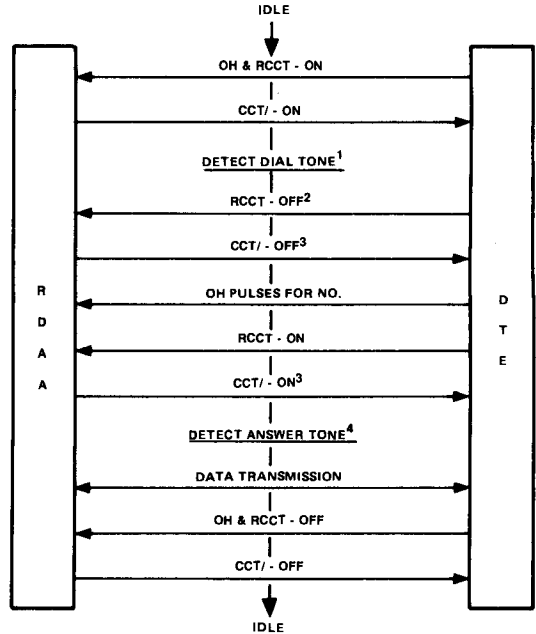 IDLE
OH & RCCT - ON
CCT/ - ON
DETECT DIAL TONE¹
RCCT - OFF²
CCT/ - OFF³
OH PULSES FOR NO.
RCCT - ON
CCT/ - ON³
DETECT ANSWER TONE⁴
DATA TRANSMISSION
OH & RCCT - OFF
CCT/ - OFF
IDLE
R
D
A
A
D
T
E